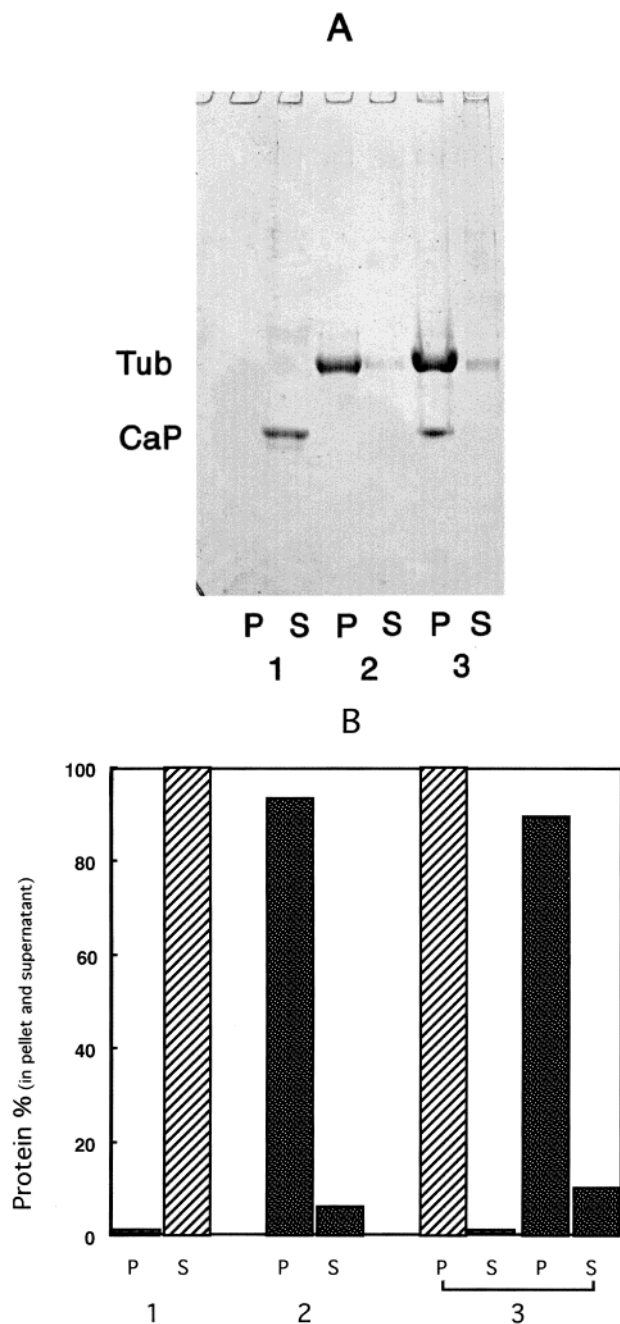 A
Tub
CaP
P S P S P S
1 2 3
B
Protein % (in pellet and supernatant)
100
80
60
40
20
0
P S P S P S P S
1 2 3